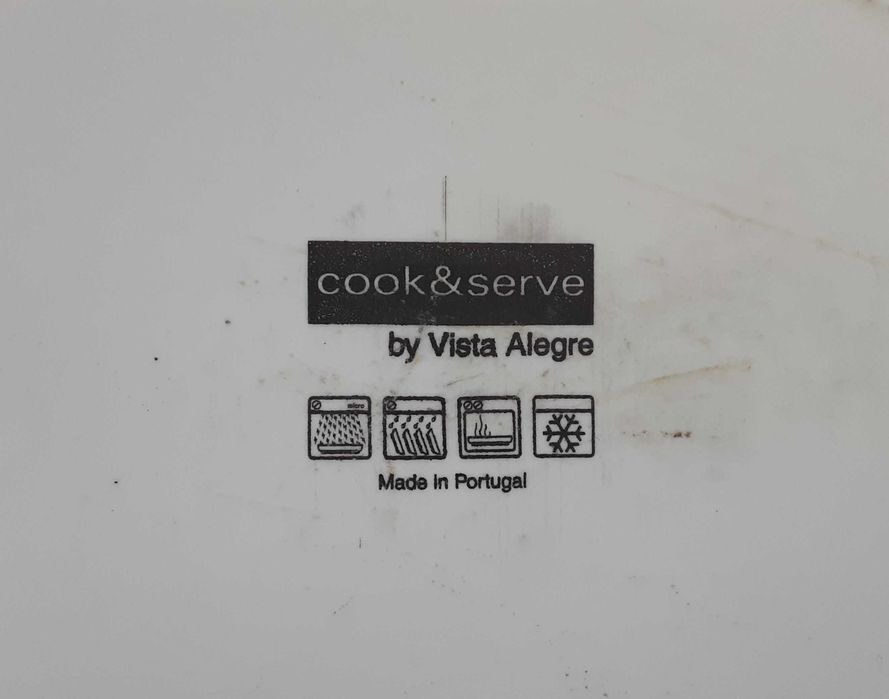 cook&serve
by Vista Alegre
micro
Made in Portugal